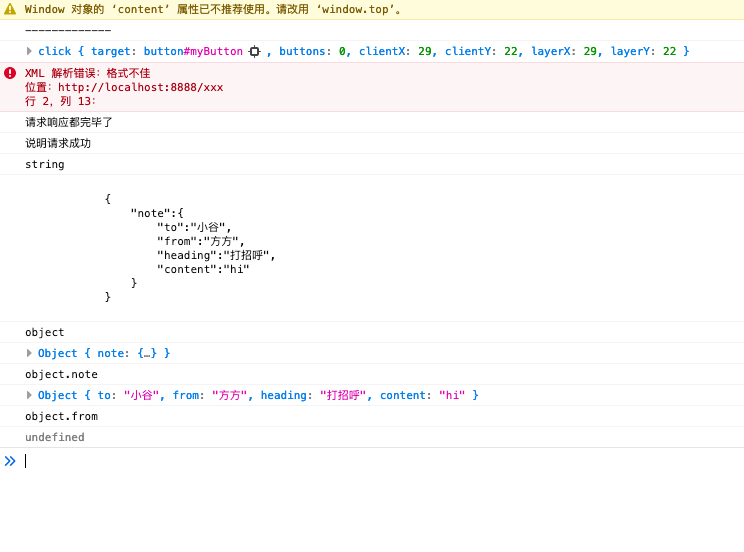 Window 对象的 ‘content’ 属性已不推荐使用。请改用 ‘window.top’。
-------------
click { target: button#myButton , buttons: 0, clientX: 29, clientY: 22, layerX: 29, layerY: 22 }
XML 解析错误：格式不佳
位置：http://localhost:8888/xxx
行 2，列 13：
请求响应都完毕了
说明请求成功
string
{
"note":{
"to":"小谷",
"from":"方方",
"heading":"打招呼",
"content":"hi"
}
}
object
Object { note: {…} }
object.note
Object { to: "小谷", from: "方方", heading: "打招呼", content: "hi" }
object.from
undefined